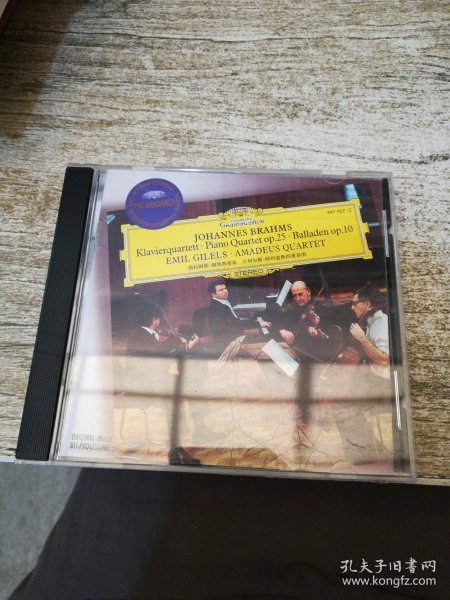 THE ORIGINALS
Deutsche
Grammophon
447 407-2
JOHANNES BRAHMS
Klavierquartett · Piano Quartet op.25 · Balladen op.10
EMIL GILELS · AMADEUS QUARTET
STEREO
ORIGINAL-IMAGE
BIT-PROCESSING
孔夫子旧书网
www.kongfz.com